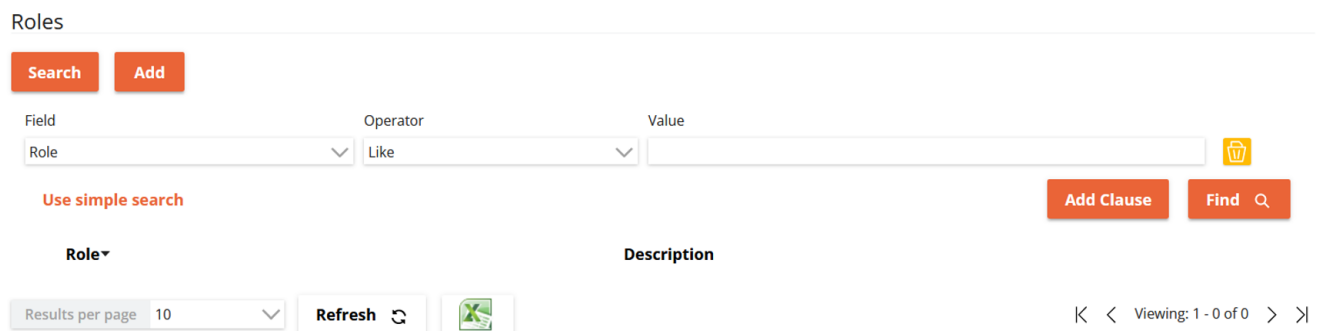 Roles
Search Add
Field Operator Value
Role Like
Use simple search Add Clause Find
Role Description
Results per page 10 Refresh Viewing: 1 - 0 of 0